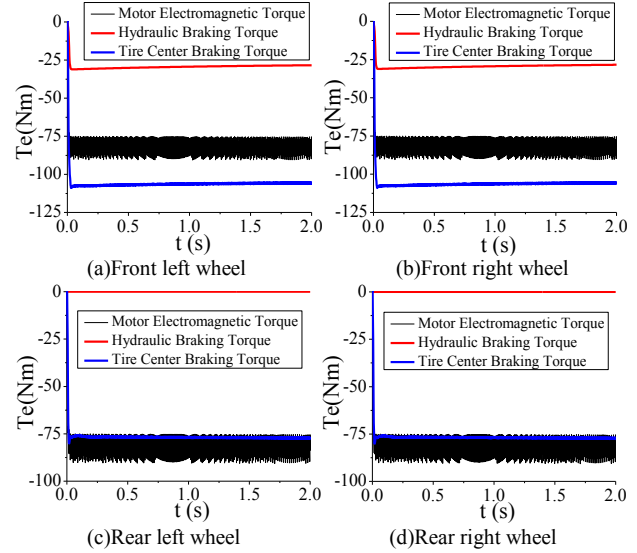 Motor Electromagnetic Torque
Hydraulic Braking Torque
Tire Center Braking Torque
0
-25
-50
-75
-100
-125
Te(Nm)
0.0 0.5 1.0 1.5 2.0
t (s)
(a)Front left wheel
Motor Electromagnetic Torque
Hydraulic Braking Torque
Tire Center Braking Torque
0
-25
-50
-75
-100
-125
Te(Nm)
0.0 0.5 1.0 1.5 2.0
t (s)
(b)Front right wheel
Motor Electromagnetic Torque
Hydraulic Braking Torque
Tire Center Braking Torque
0
-25
-50
-75
-100
Te(Nm)
0.0 0.5 1.0 1.5 2.0
t (s)
(c)Rear left wheel
Motor Electromagnetic Torque
Hydraulic Braking Torque
Tire Center Braking Torque
0
-25
-50
-75
-100
Te(Nm)
0.0 0.5 1.0 1.5 2.0
t (s)
(d)Rear right wheel